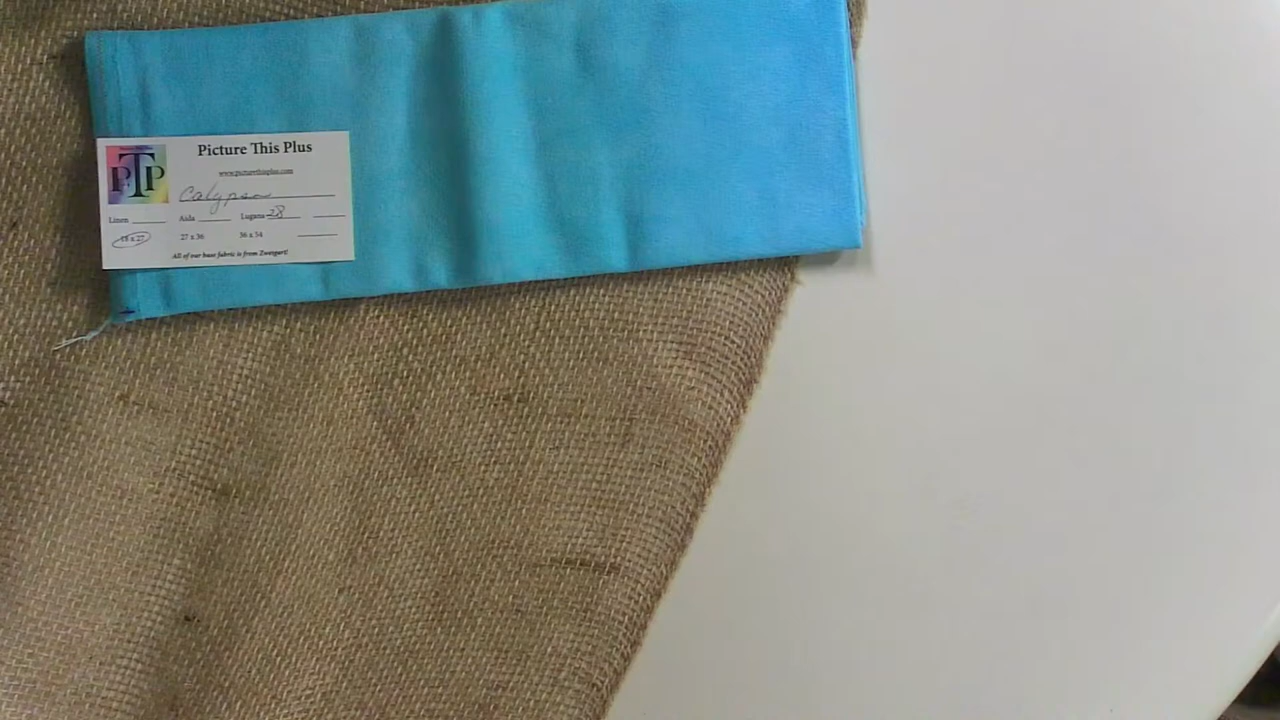 PTP
Picture This Plus
www.picturethisplus.com
Calypso
Linen Aida Lugana 28
18 x 27 27 x 36 36 x 54
All of our base fabric is from Zweigart!